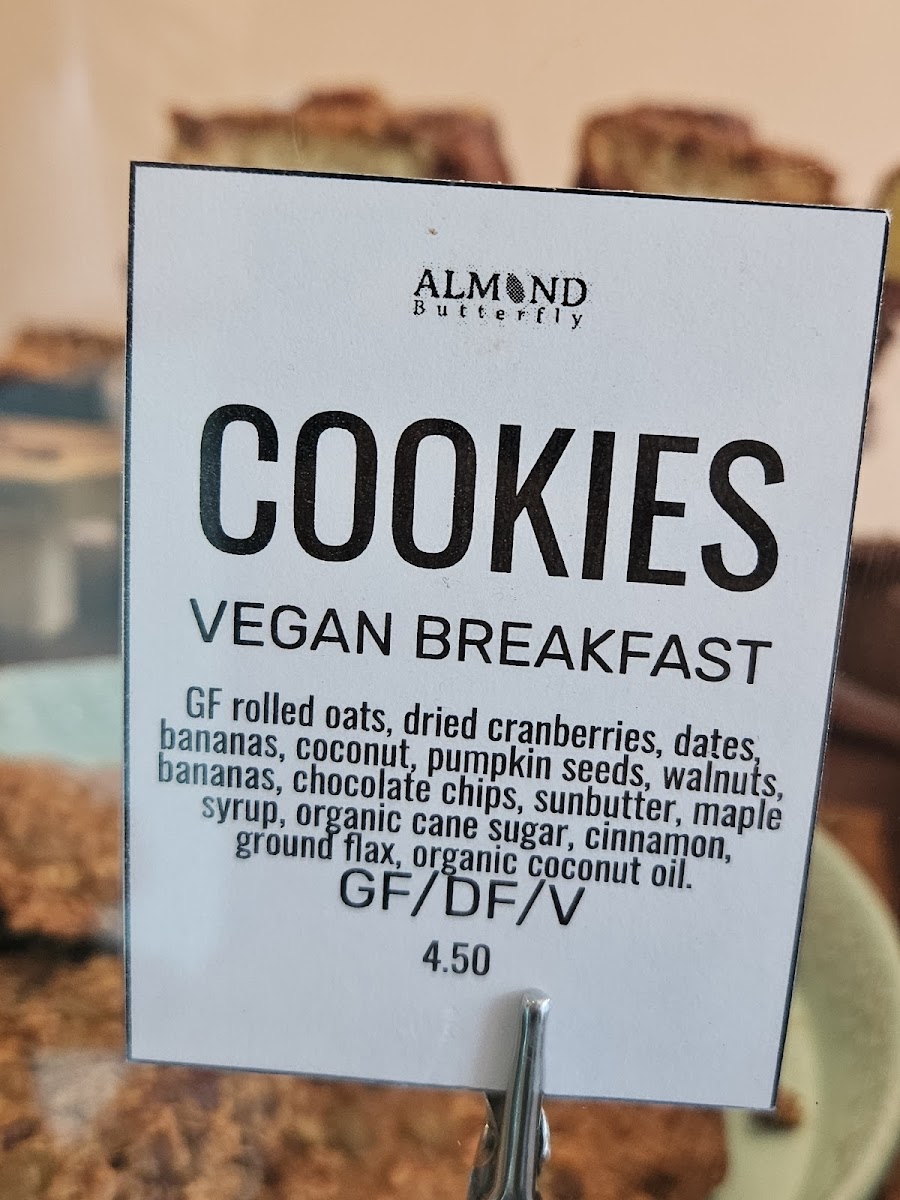 ALMOND
Butterfly
COOKIES
VEGAN BREAKFAST
GF rolled oats, dried cranberries, dates,
bananas, coconut, pumpkin seeds, walnuts,
bananas, chocolate chips, sunbutter, maple
syrup, organic cane sugar, cinnamon,
ground flax, organic coconut oil.
GF/DF/V
4.50